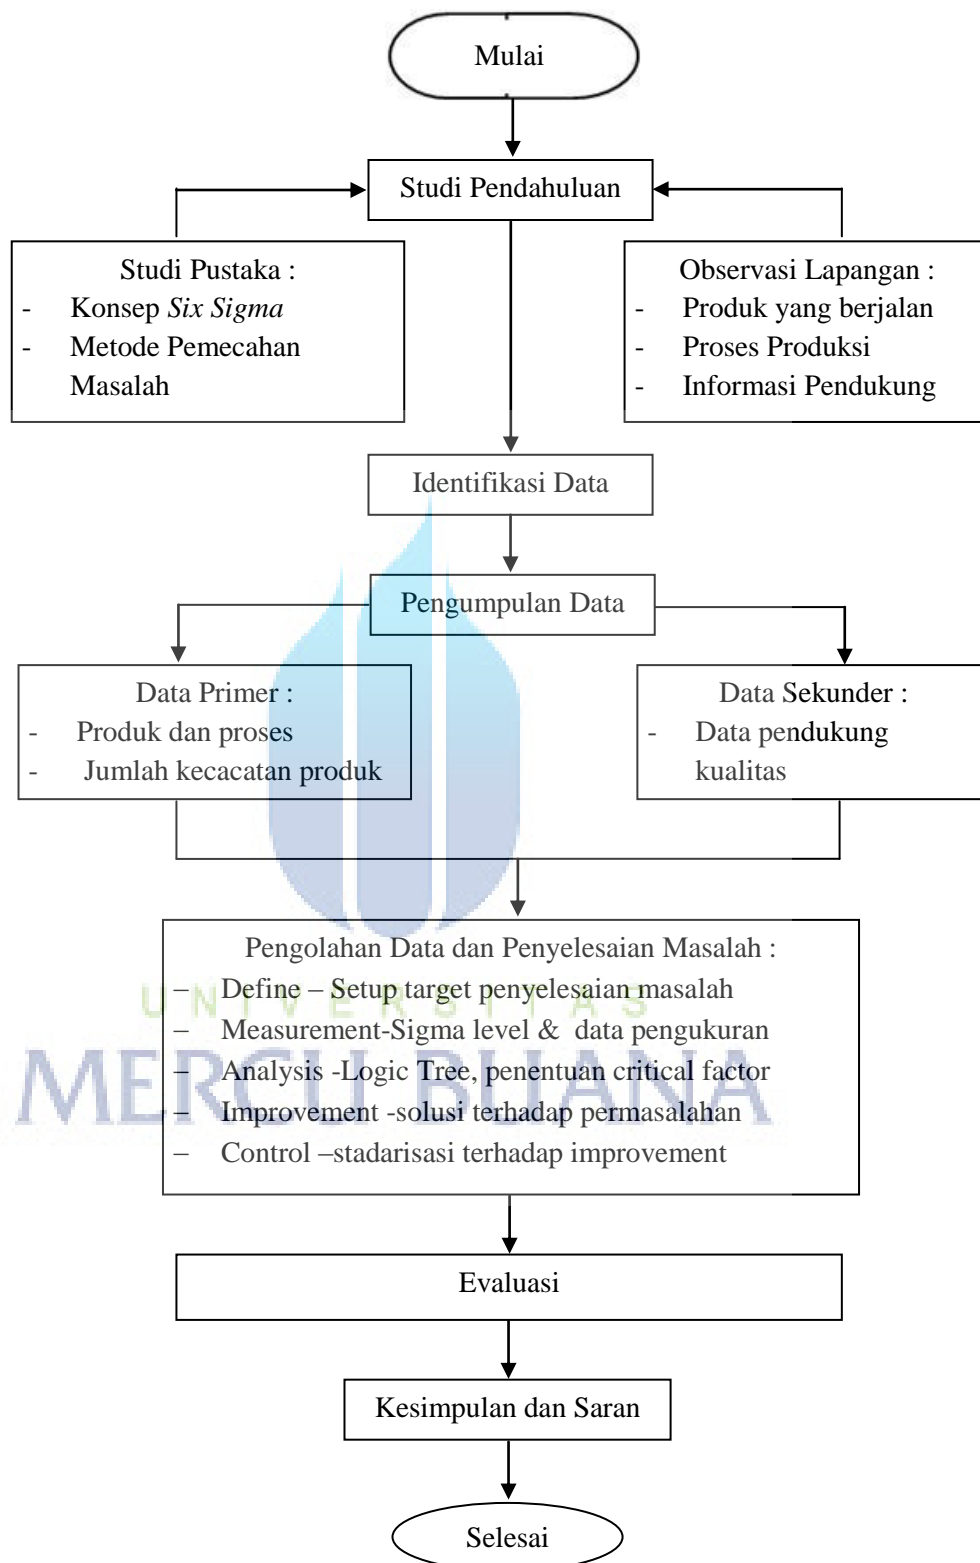 Mulai
Studi Pendahuluan
Studi Pustaka :
- Konsep Six Sigma
- Metode Pemecahan
Masalah
Observasi Lapangan :
- Produk yang berjalan
- Proses Produksi
- Informasi Pendukung
Identifikasi Data
Pengumpulan Data
Data Primer :
- Produk dan proses
- Jumlah kecacatan produk
Data Sekunder :
- Data pendukung
kualitas
Pengolahan Data dan Penyelesaian Masalah :
– Define – Setup target penyelesaian masalah
– Measurement-Sigma level & data pengukuran
– Analysis -Logic Tree, penentuan critical factor
– Improvement -solusi terhadap permasalahan
– Control –stadarisasi terhadap improvement
UNIVERSITAS
MERCU BUANA
Evaluasi
Kesimpulan dan Saran
Selesai